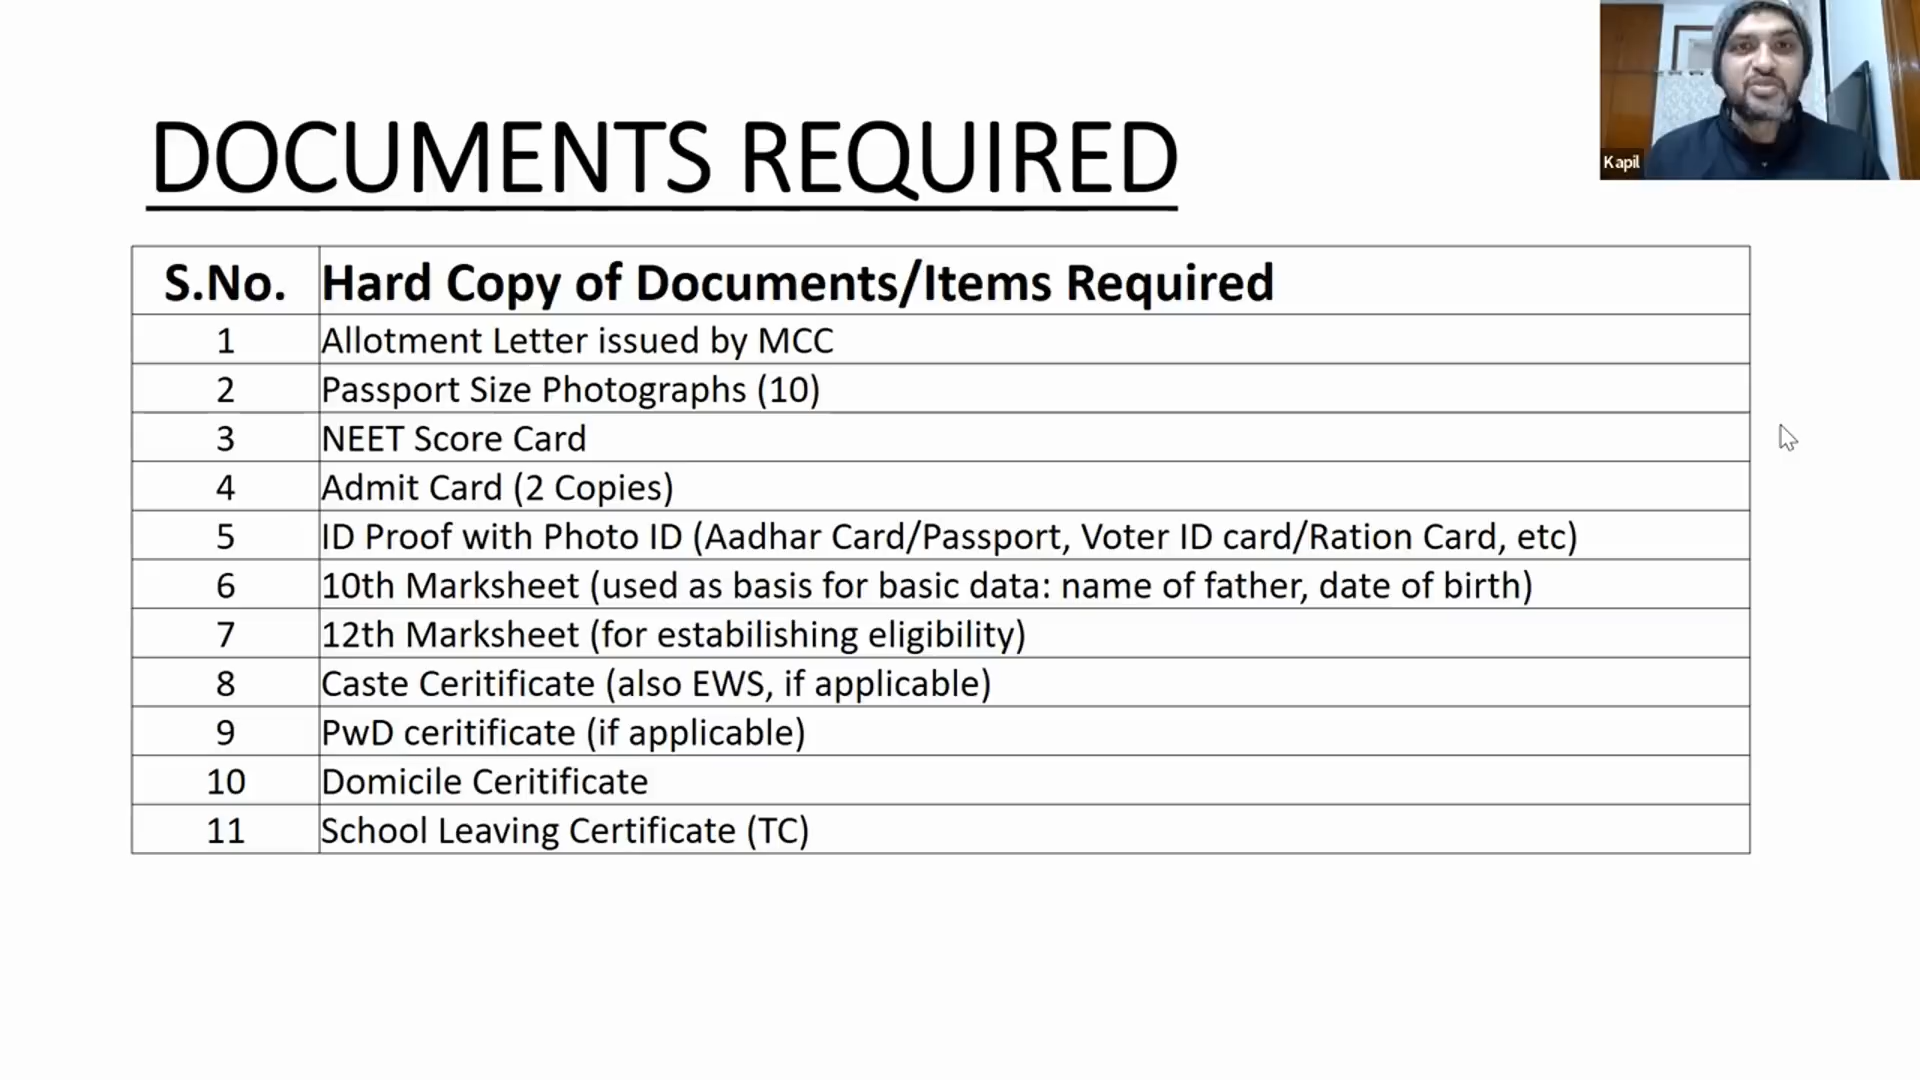 Kapil
DOCUMENTS REQUIRED
S.No. Hard Copy of Documents/Items Required
1 Allotment Letter issued by MCC
2 Passport Size Photographs (10)
3 NEET Score Card
4 Admit Card (2 Copies)
5 ID Proof with Photo ID (Aadhar Card/Passport, Voter ID card/Ration Card, etc)
6 10th Marksheet (used as basis for basic data: name of father, date of birth)
7 12th Marksheet (for estabilishing eligibility)
8 Caste Ceritificate (also EWS, if applicable)
9 PwD ceritificate (if applicable)
10 Domicile Ceritificate
11 School Leaving Certificate (TC)